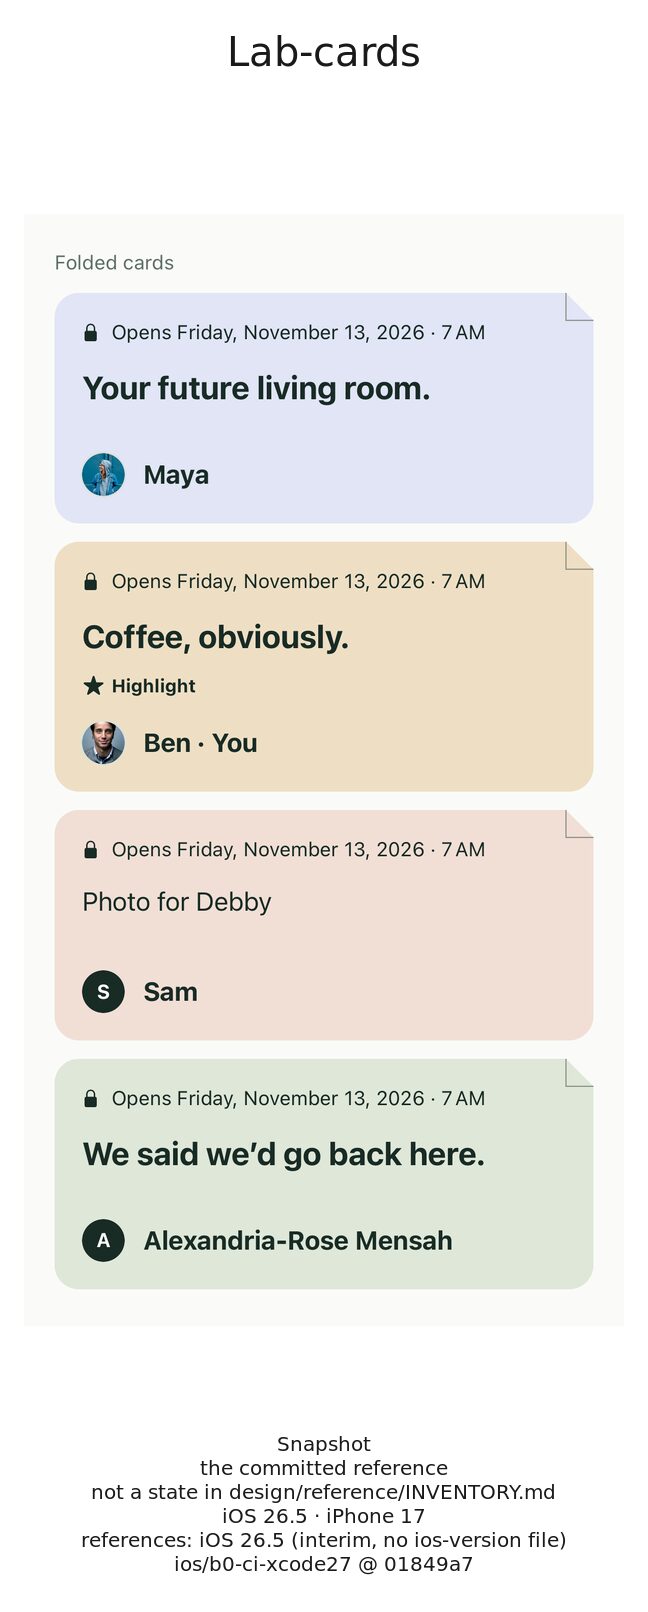 Lab-cards
Folded cards
Opens Friday, November 13, 2026 · 7 AM
Your future living room.
Maya
Opens Friday, November 13, 2026 · 7 AM
Coffee, obviously.
Highlight
Ben · You
Opens Friday, November 13, 2026 · 7 AM
Photo for Debby
S
Sam
Opens Friday, November 13, 2026 · 7 AM
We said we’d go back here.
A
Alexandria-Rose Mensah
Snapshot
the committed reference
not a state in design/reference/INVENTORY.md
iOS 26.5 · iPhone 17
references: iOS 26.5 (interim, no ios-version file)
ios/b0-ci-xcode27 @ 01849a7